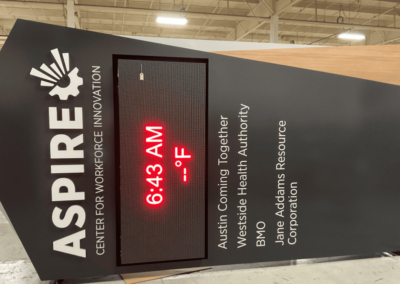 ASPIRE
CENTER FOR WORKFORCE INNOVATION
6:43 AM
--°F
Austin Coming Together
Westside Health Authority
BMO
Jane Addams Resource
Corporation